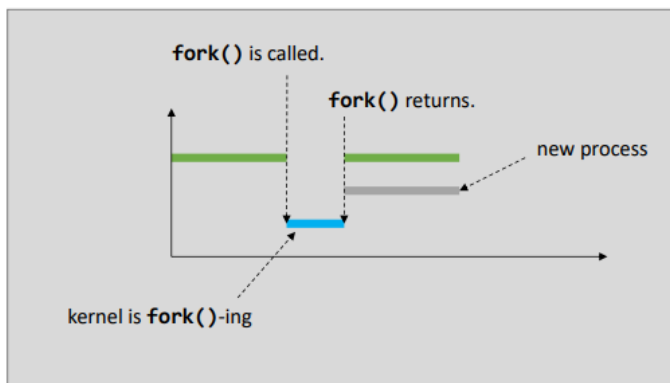 fork() is called.
fork() returns.
new process
kernel is fork()-ing